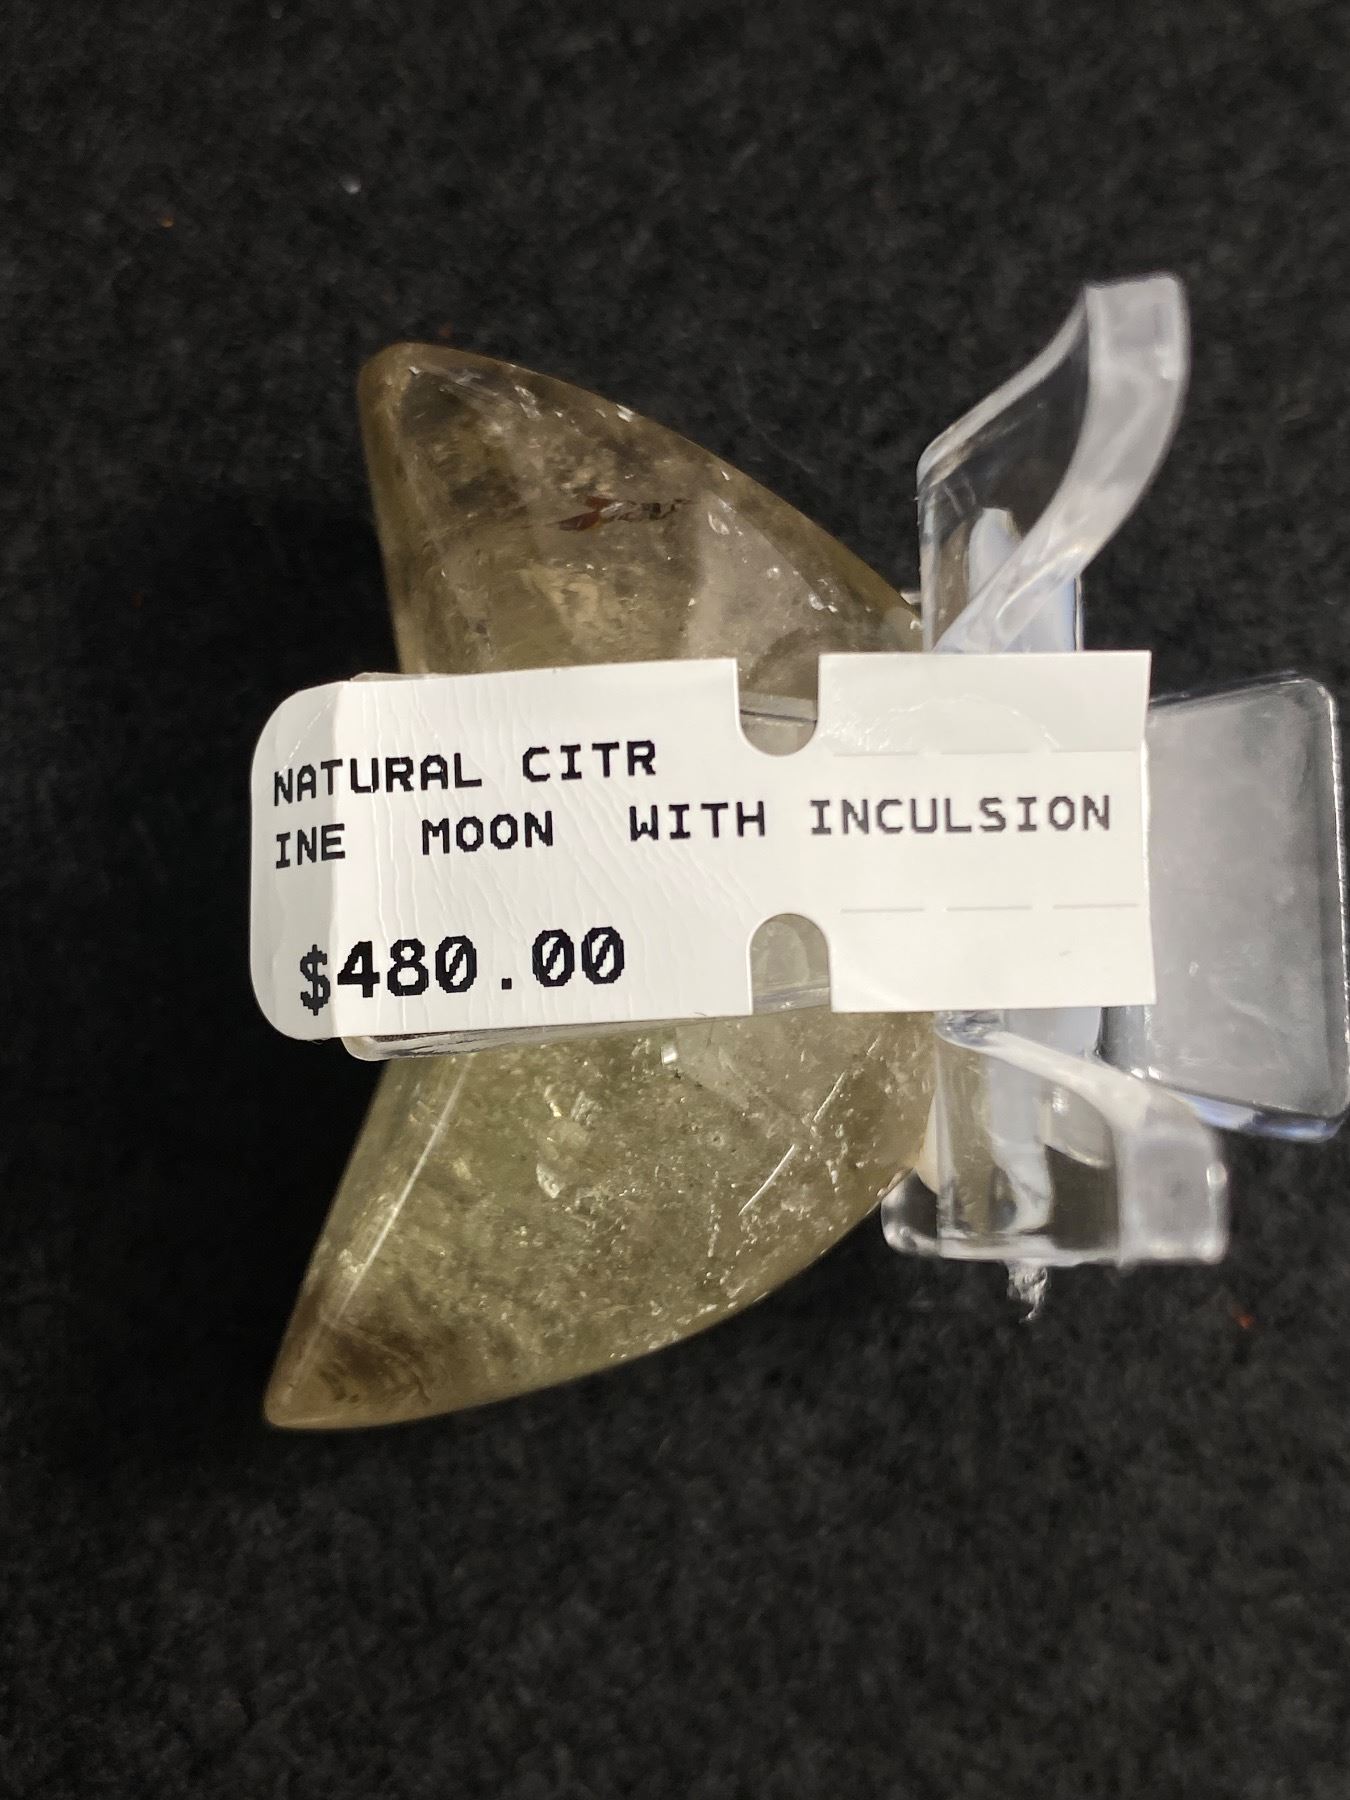 NATURAL CITR
INE MOON WITH INCULSION
$480.00